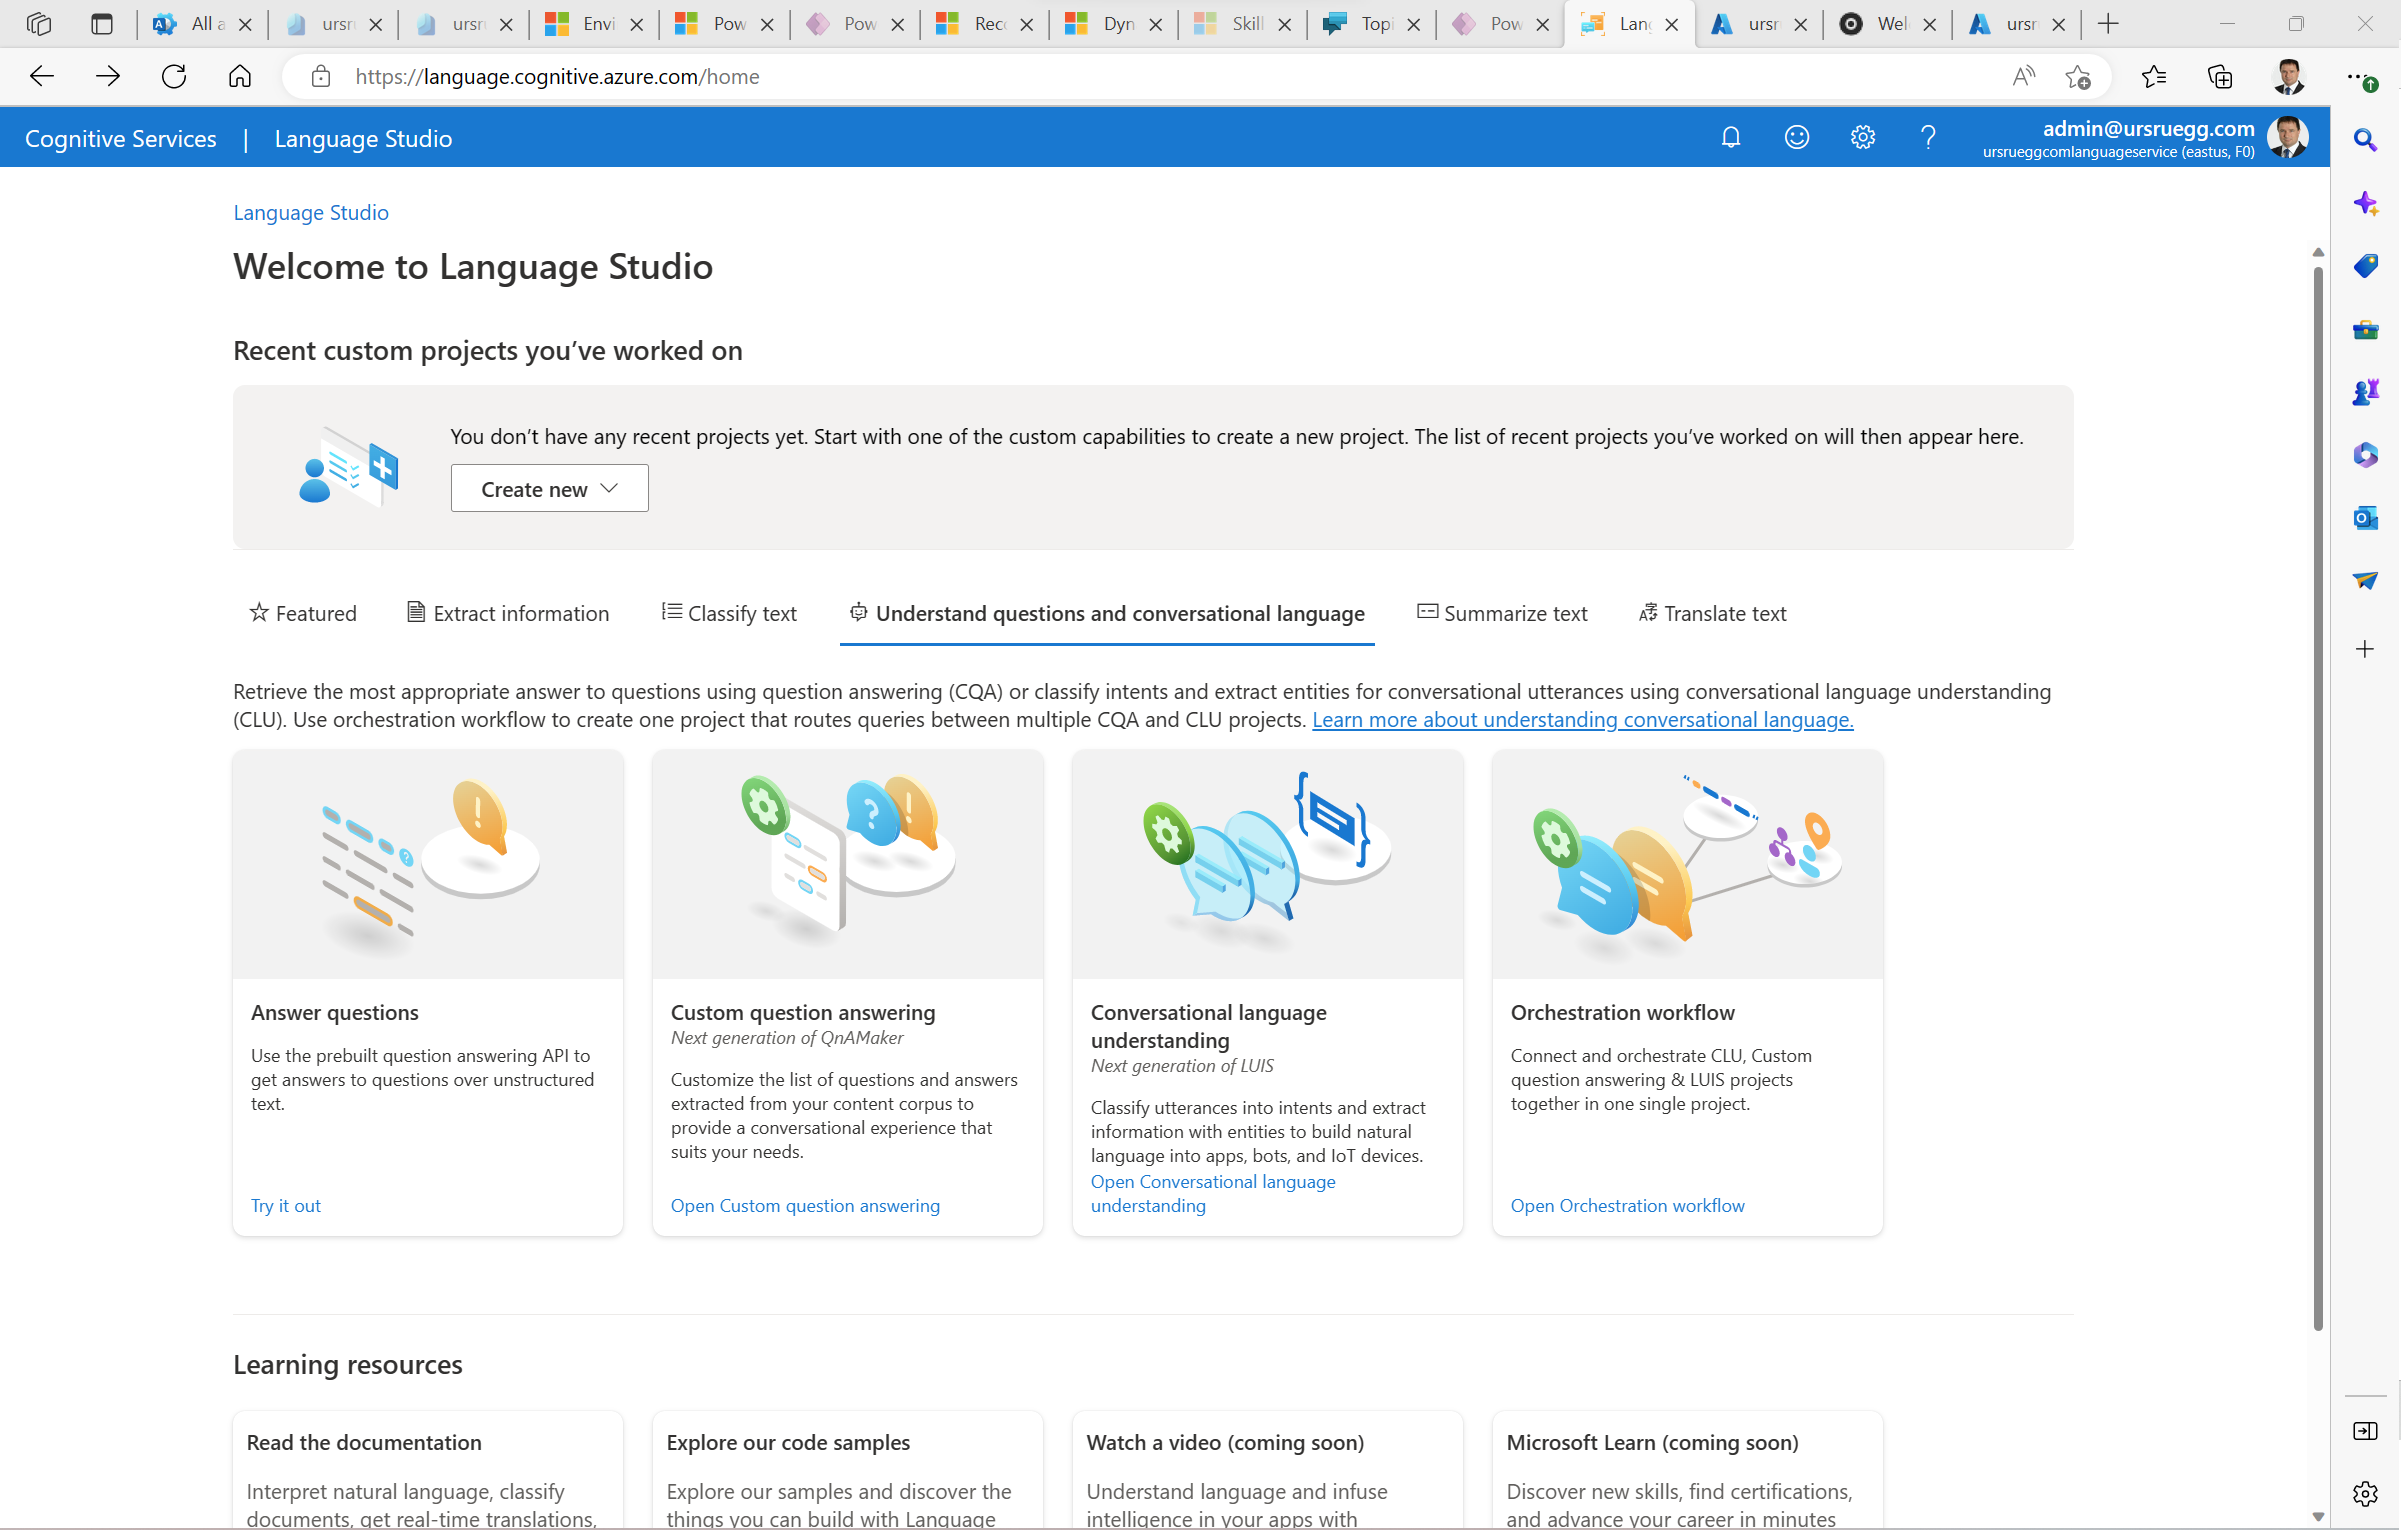 All a
ursr
ursr
Envi
Pow
Pow
Reco
Dyn
Skill
Topi
Pow
Lang
ursr
Wel
ursr
https://language.cognitive.azure.com/home
Cognitive Services | Language Studio
admin@ursruegg.com
ursrueggcomlanguageservice (eastus, F0)
Language Studio
Welcome to Language Studio
Recent custom projects you’ve worked on
You don’t have any recent projects yet. Start with one of the custom capabilities to create a new project. The list of recent projects you’ve worked on will then appear here.
Create new
Featured
Extract information
Classify text
Understand questions and conversational language
Summarize text
Translate text
Retrieve the most appropriate answer to questions using question answering (CQA) or classify intents and extract entities for conversational utterances using conversational language understanding
(CLU). Use orchestration workflow to create one project that routes queries between multiple CQA and CLU projects. Learn more about understanding conversational language.
Answer questions
Use the prebuilt question answering API to
get answers to questions over unstructured
text.
Try it out
Custom question answering
Next generation of QnAMaker
Customize the list of questions and answers
extracted from your content corpus to
provide a conversational experience that
suits your needs.
Open Custom question answering
Conversational language
understanding
Next generation of LUIS
Classify utterances into intents and extract
information with entities to build natural
language into apps, bots, and IoT devices.
Open Conversational language
understanding
Orchestration workflow
Connect and orchestrate CLU, Custom
question answering & LUIS projects
together in one single project.
Open Orchestration workflow
Learning resources
Read the documentation
Interpret natural language, classify
documents, get real-time translations,
Explore our code samples
Explore our samples and discover the
things you can build with Language
Watch a video (coming soon)
Understand language and infuse
intelligence in your apps with
Microsoft Learn (coming soon)
Discover new skills, find certifications,
and advance your career in minutes